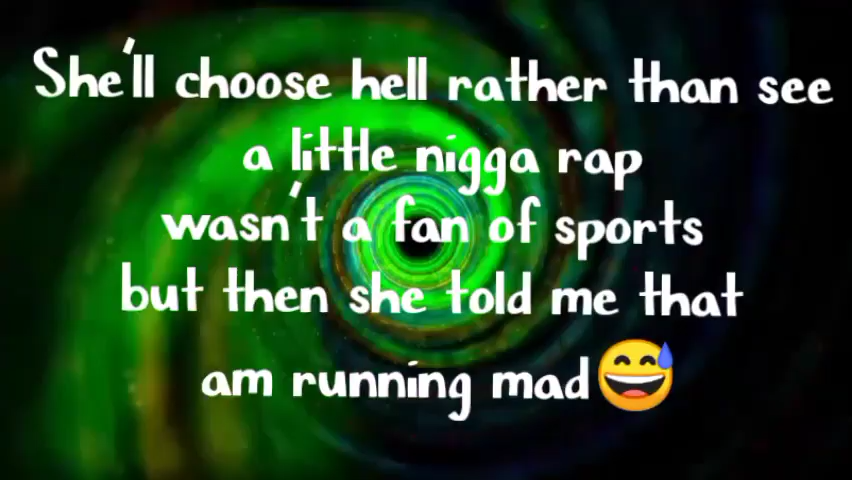 She'll choose hell rather than see
a little nigga rap
wasn't a fan of sports
but then she told me that
am running mad😅